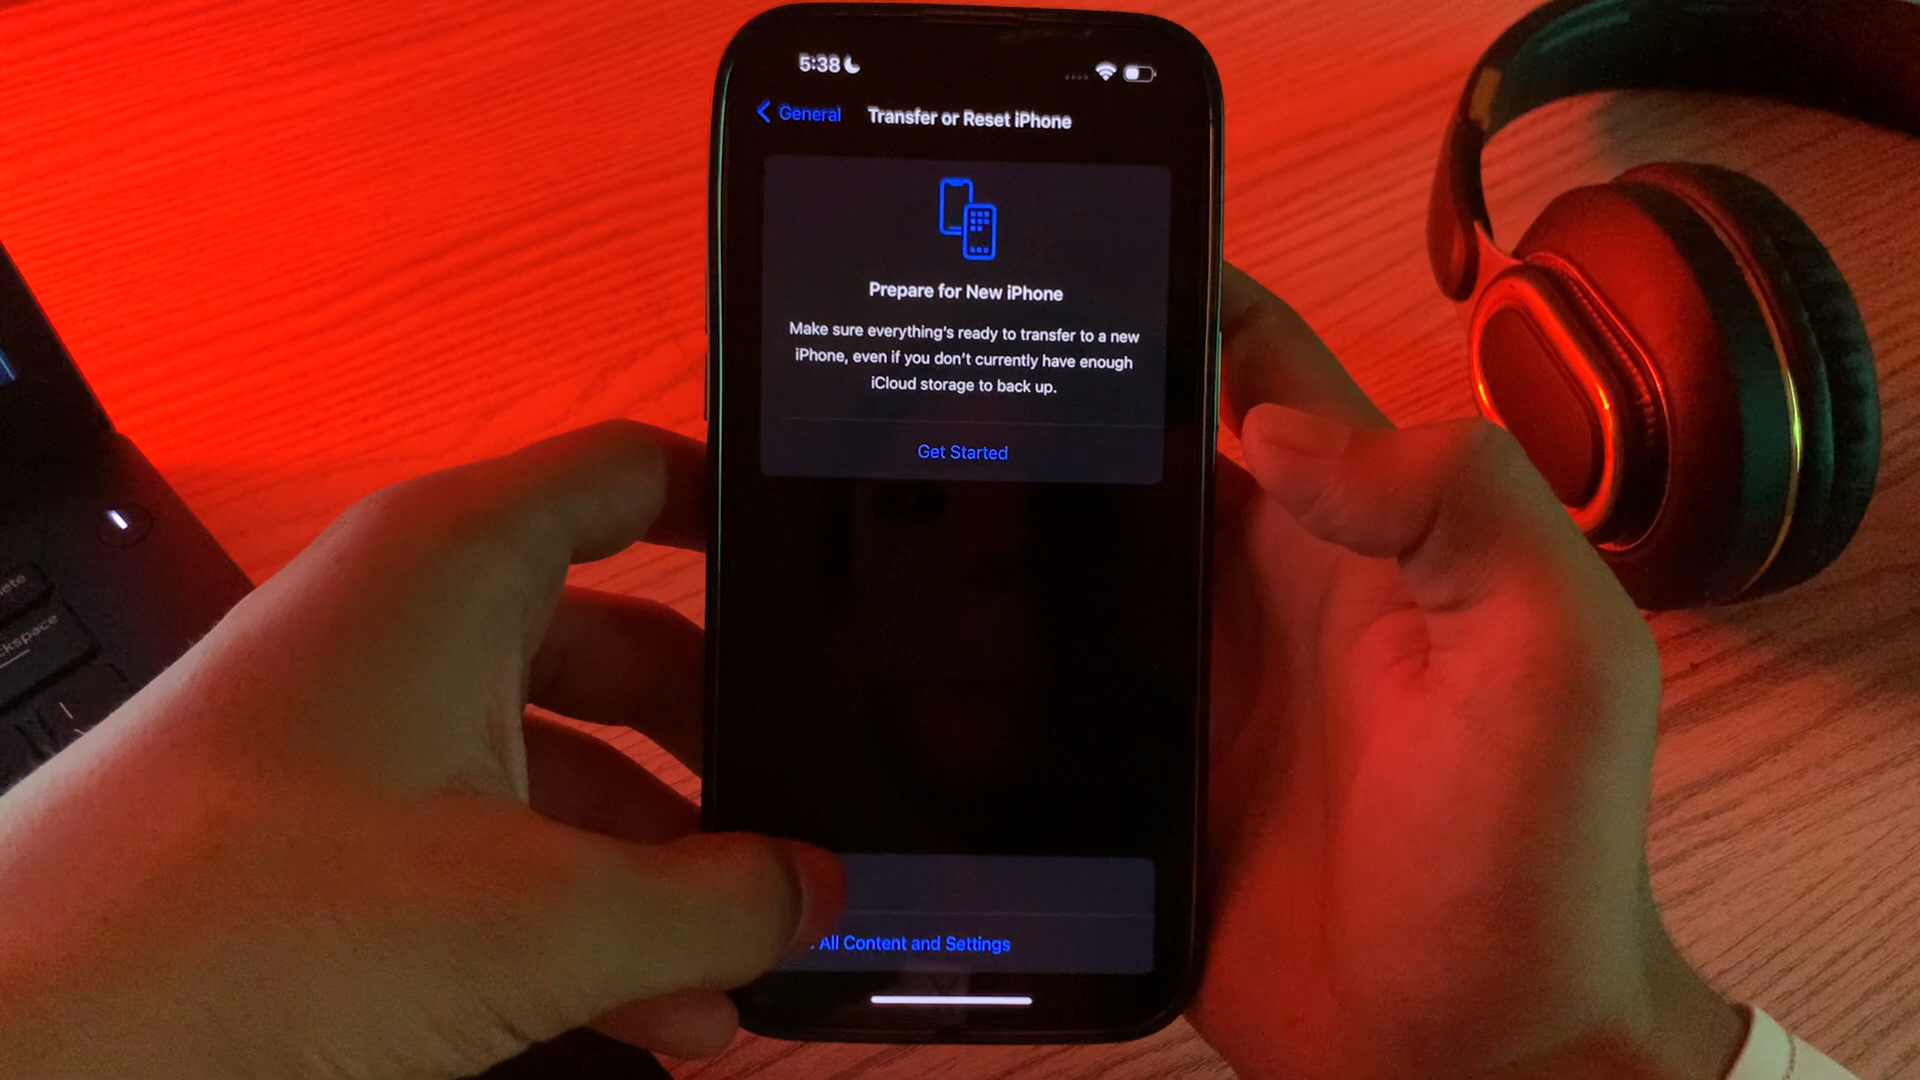 5:38
General
Transfer or Reset iPhone
Prepare for New iPhone
Make sure everything's ready to transfer to a new
iPhone, even if you don't currently have enough
iCloud storage to back up.
Get Started
All Content and Settings
ete
kspace